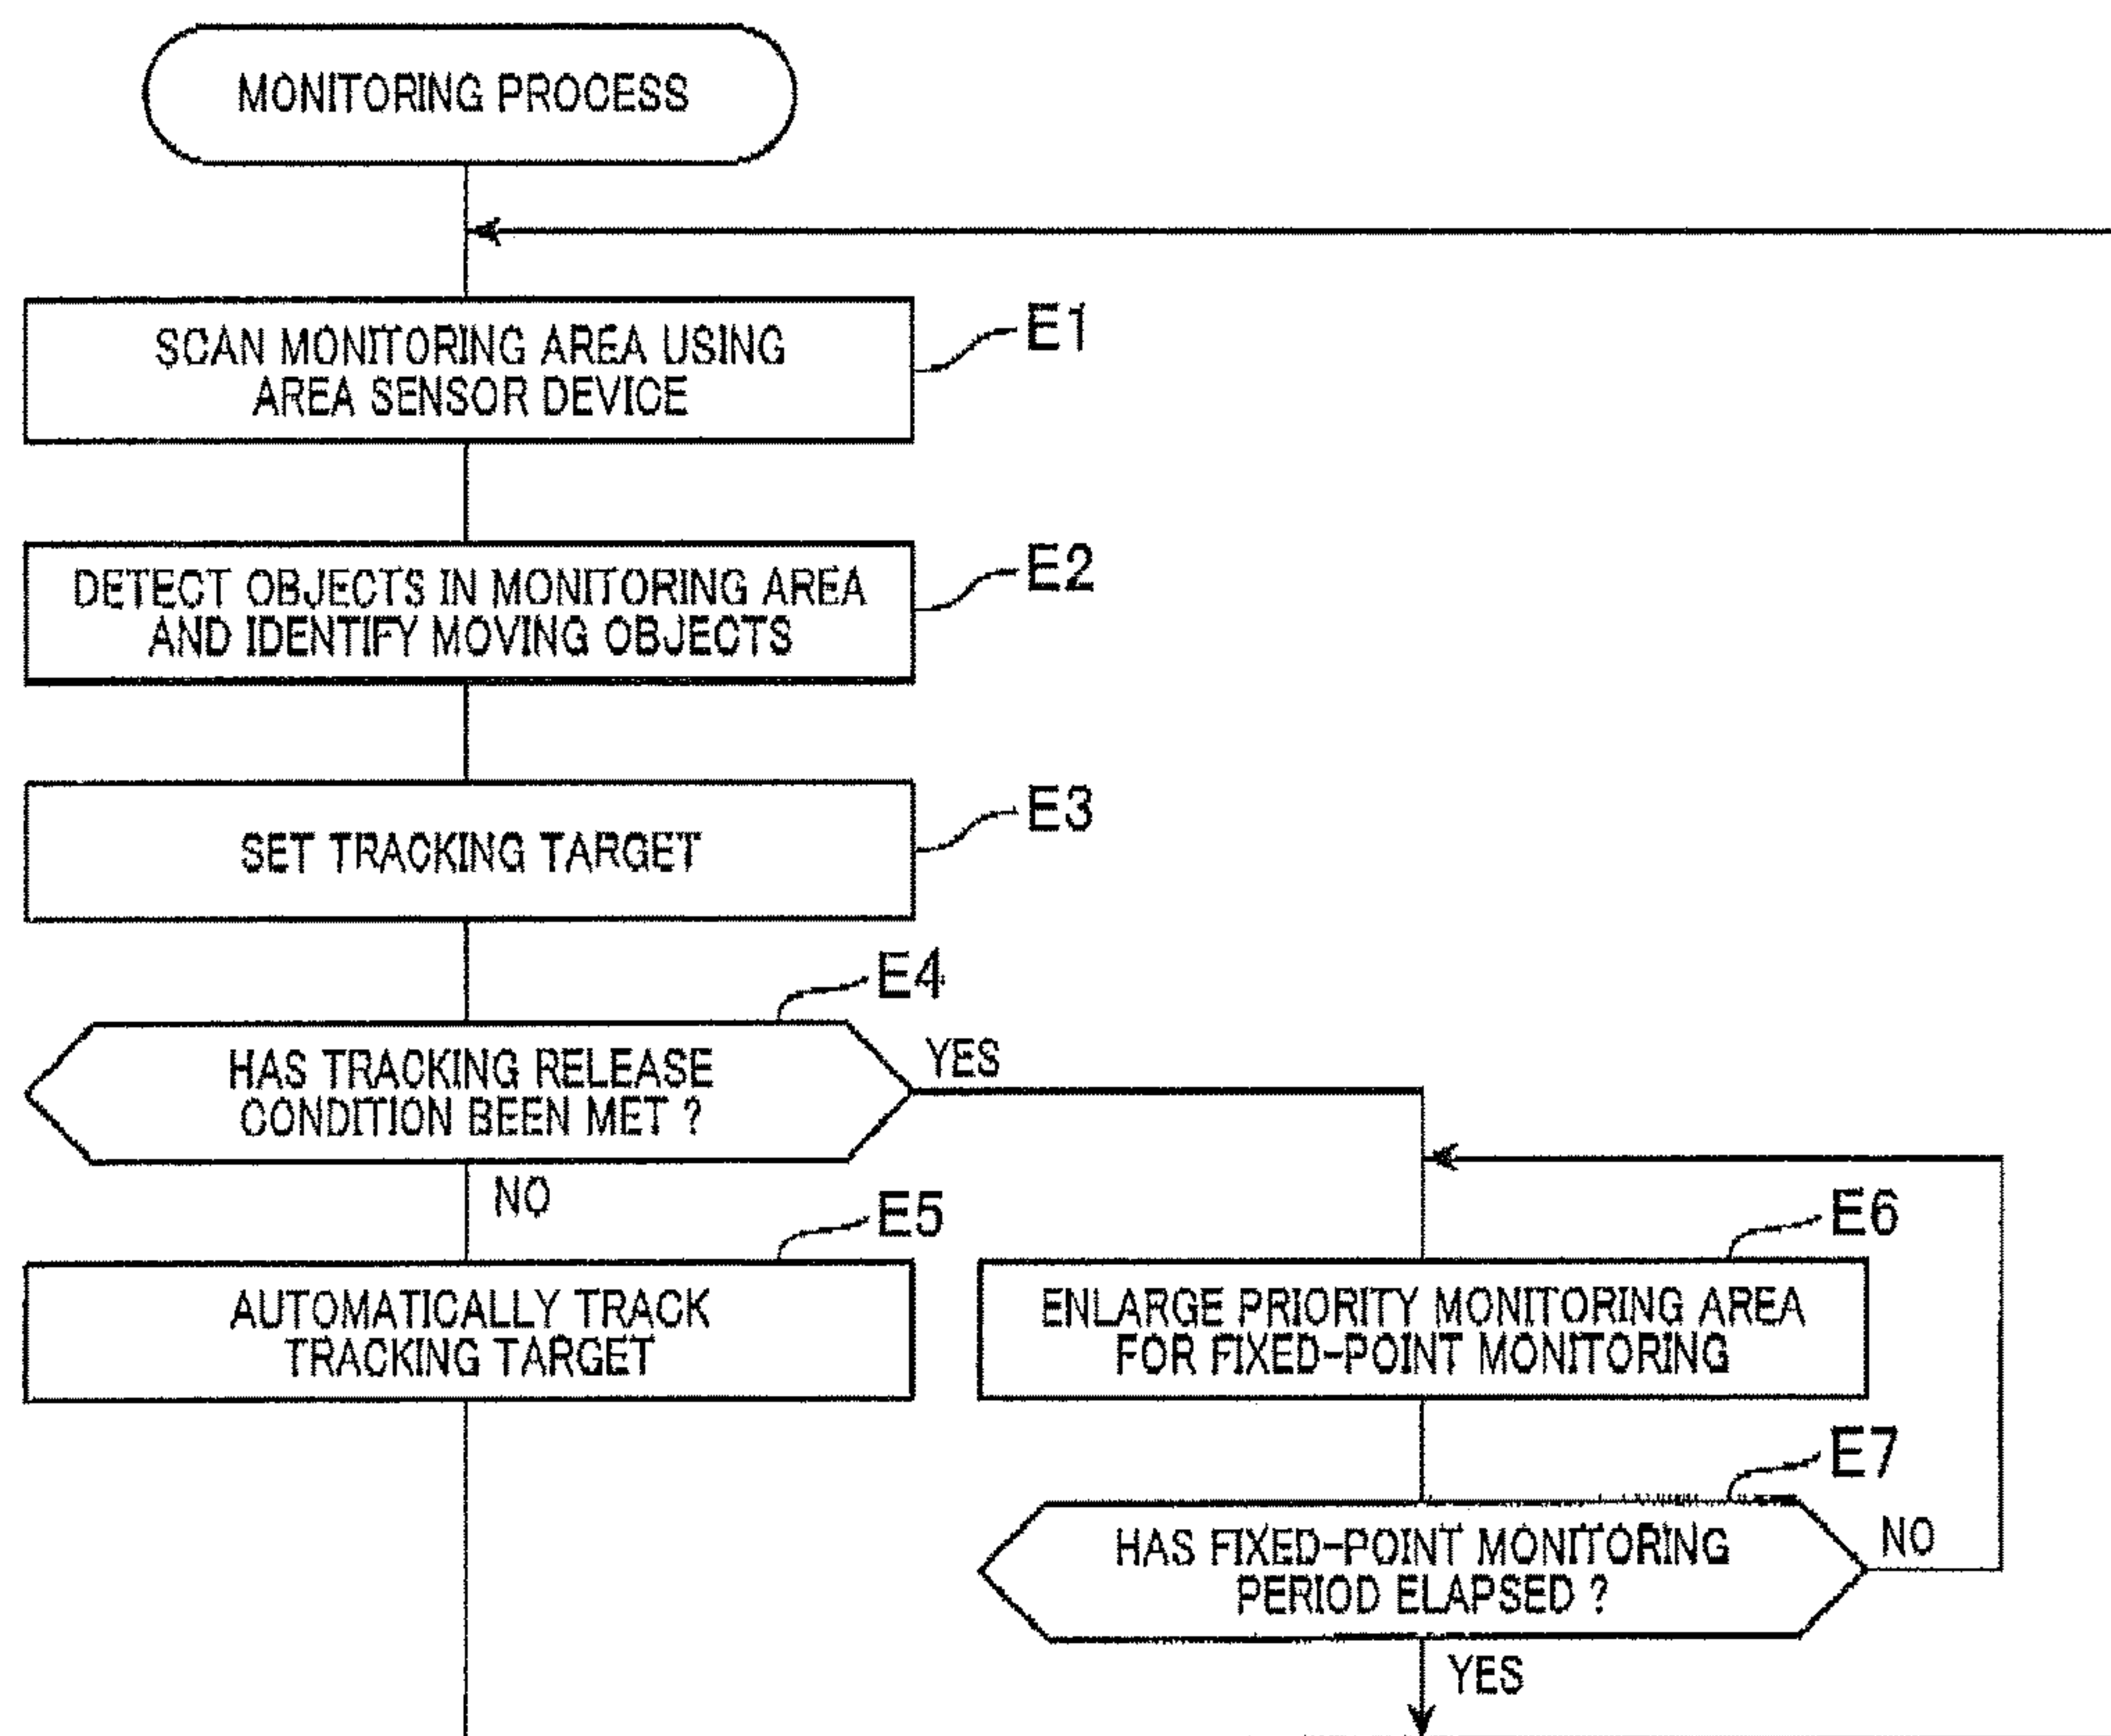 MONITORING PROCESS
SCAN MONITORING AREA USING
AREA SENSOR DEVICE
E1
DETECT OBJECTS IN MONITORING AREA
AND IDENTIFY MOVING OBJECTS
E2
SET TRACKING TARGET
E3
E4
HAS TRACKING RELEASE
CONDITION BEEN MET ?
YES
NO
E5
AUTOMATICALLY TRACK
TRACKING TARGET
E6
ENLARGE PRIORITY MONITORING AREA
FOR FIXED-POINT MONITORING
E7
HAS FIXED-POINT MONITORING
PERIOD ELAPSED ?
NO
YES